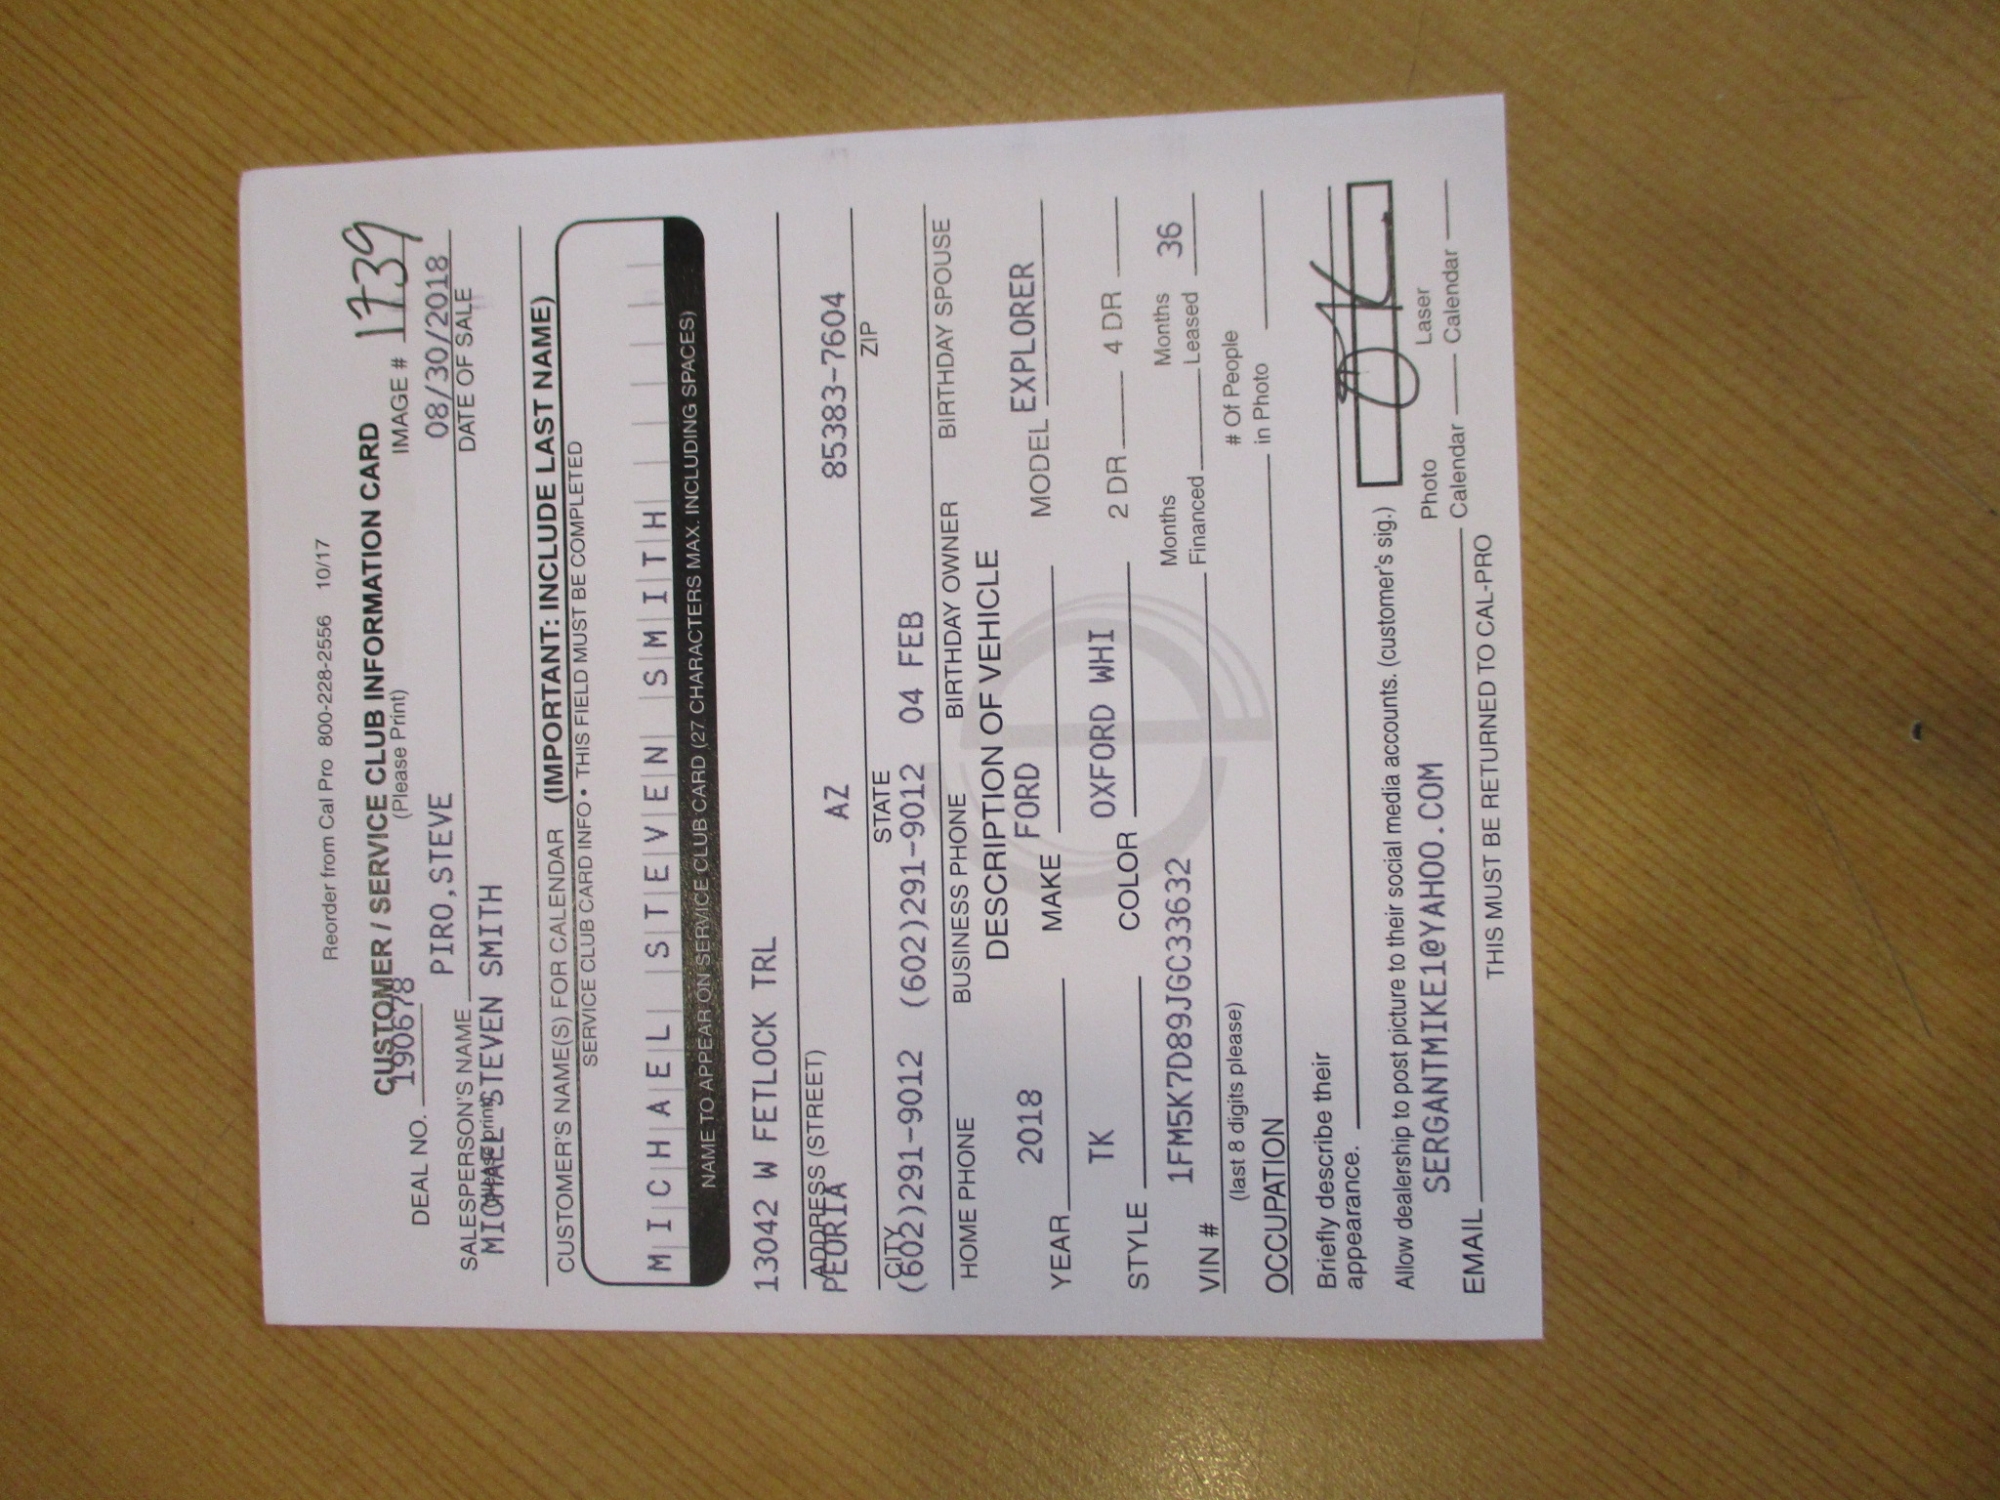 Reorder from Cal Pro 800-228-2556 10/17
CUSTOMER / SERVICE CLUB INFORMATION CARD
(Please Print)
DEAL NO. 190678 IMAGE # 1739
PIRO,STEVE 08/30/2018
SALESPERSON'S NAME DATE OF SALE
(please print)
MICHAEL STEVEN SMITH
CUSTOMER'S NAME(S) FOR CALENDAR (IMPORTANT: INCLUDE LAST NAME)
SERVICE CLUB CARD INFO • THIS FIELD MUST BE COMPLETED
MICHAEL STEVEN SMITH
NAME TO APPEAR ON SERVICE CLUB CARD (27 CHARACTERS MAX. INCLUDING SPACES)
13042 W FETLOCK TRL
ADDRESS (STREET)
PEORIA AZ 85383-7604
CITY STATE ZIP
(602)291-9012 (602)291-9012 04 FEB
HOME PHONE BUSINESS PHONE BIRTHDAY OWNER BIRTHDAY SPOUSE
DESCRIPTION OF VEHICLE
YEAR 2018 MAKE FORD MODEL EXPLORER
STYLE TK COLOR OXFORD WHI 2 DR 4 DR
VIN # 1FM5K7D89JGC33632 Months Financed Months Leased 36
(last 8 digits please)
OCCUPATION # Of People in Photo
Briefly describe their
appearance.
Allow dealership to post picture to their social media accounts. (customer's sig.)
EMAIL SERGANTMIKE1@YAHOO.COM Photo Calendar Laser Calendar
THIS MUST BE RETURNED TO CAL-PRO